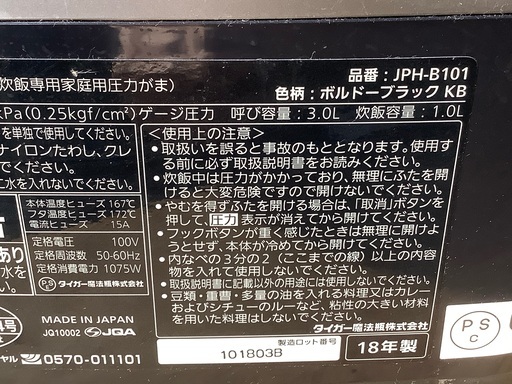 品番：JPH-B101
炊飯専用家庭用圧力がま)
色柄：ボルドーブラック KB
kPa(0.25kgf/cm²)ゲージ圧力 呼び容量：3.0L 炊飯容量：1.0L
を単独で使用してください。
ナイロンたわし、クレ
でください。
に水を入れないでください。
本体温度ヒューズ 167℃
フタ温度ヒューズ 172℃
電流ヒューズ 15A
定格電圧 100V
定格周波数 50-60Hz
定格消費電力 1075W
PSE タイガー魔法瓶株式会社
あり
水を
<使用上の注意>
•取扱いを誤ると事故のもととなります。使用
する前に必ず取扱説明書をお読みください。
•炊飯中は圧力がかかっており、無理にふたを開
けると大変危険ですので開けないでください。
•やむを得ずふたを開ける場合は、「取消」ボタンを
押して、圧力 表示が消えてから開けてください。
•フックボタンが重く感じたときは無理に開けよ
うとせず、本体が冷めてから開けてください。
•内なべの3分の2（ここまでの線）以上の内容
物を入れて使用しないでください。
•取扱説明書に記載以外の用途には使用しないでください。
•豆類・重曹・多量の油を入れる料理又はカレー
およびシチューのルーなど、粘性の大きい材料
を用いた料理はしないでください。
タイガー魔法瓶株式会社
号
MADE IN JAPAN
JQ10002 JQA
ヤル 0570-011101
製造ロット番号
101803B
18年製
PS
C